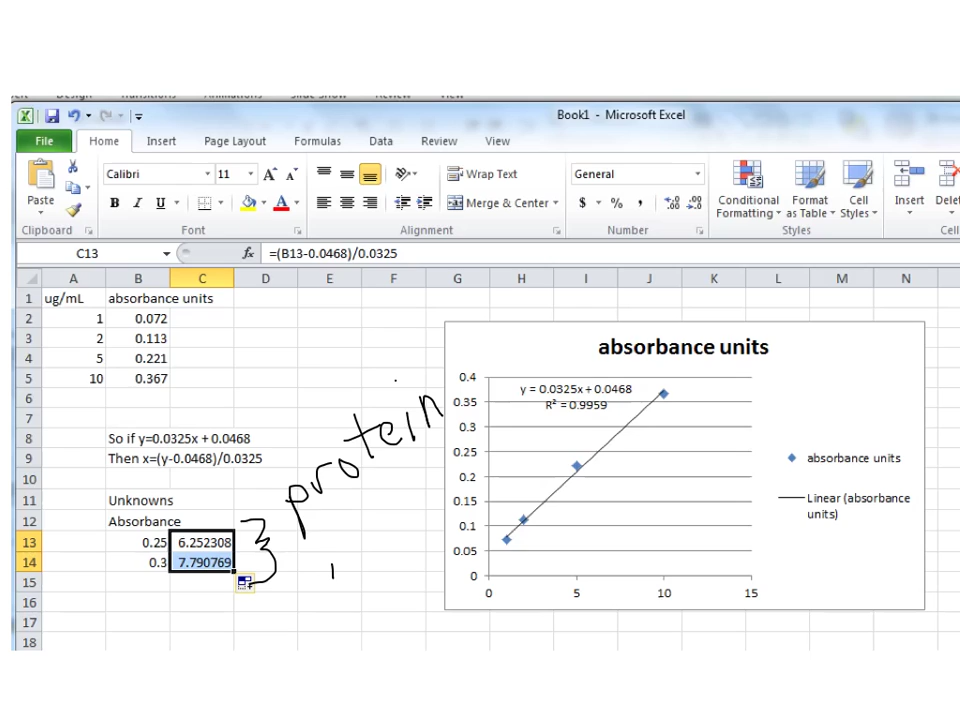 Book1 - Microsoft Excel
File Home Insert Page Layout Formulas Data Review View
Calibri 11 Wrap Text General
Paste B I U Merge & Center $ % , Conditional Formatting Format as Table Cell Styles Insert
Clipboard Font Alignment Number Styles
C13 fx =(B13-0.0468)/0.0325
A B C D E F G H I J K L M N
1 ug/mL absorbance units
2 1 0.072
3 2 0.113
4 5 0.221
5 10 0.367
6
7
8 So if y=0.0325x + 0.0468
9 Then x=(y-0.0468)/0.0325
10
11 Unknowns
12 Absorbance
13 0.25 6.252308
14 0.3 7.790769
15
16
17
18
protein
absorbance units
y = 0.0325x + 0.0468
R² = 0.9959
0.4
0.35
0.3
0.25
0.2
0.15
0.1
0.05
0
0 5 10 15
absorbance units
Linear (absorbance
units)